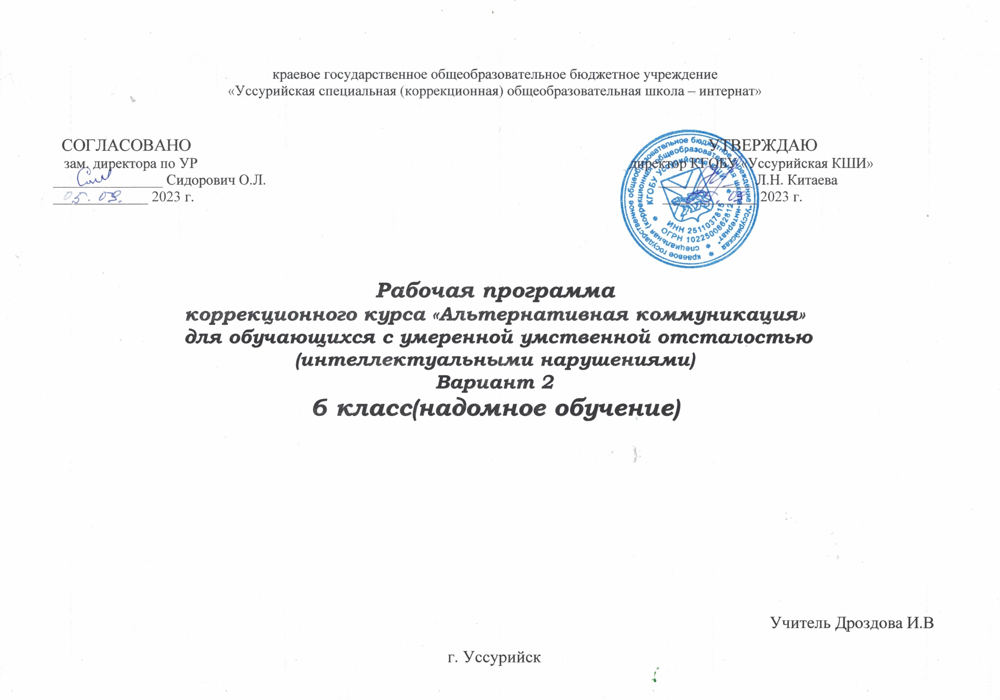 краевое государственное общеобразовательное бюджетное учреждение
«Уссурийская специальная (коррекционная) общеобразовательная школа – интернат»
СОГЛАСОВАНО
зам. директора по УР
Сидорович О.Л.
05. 09. 2023 г.
УТВЕРЖДАЮ
директор КГОБУ «Уссурийская КШИ»
Л.Н. Китаева
09 2023 г.
краевое государственное общеобразовательное бюджетное учреждение "Уссурийская
специальная (коррекционная) общеобразовательная школа-интернат"
КГОБУ Уссурийская КШИ
ИНН 2511037815
ОГРН 1022500862812
Рабочая программа
коррекционного курса «Альтернативная коммуникация»
для обучающихся с умеренной умственной отсталостью
(интеллектуальными нарушениями)
Вариант 2
6 класс(надомное обучение)
Учитель Дроздова И.В
г. Уссурийск